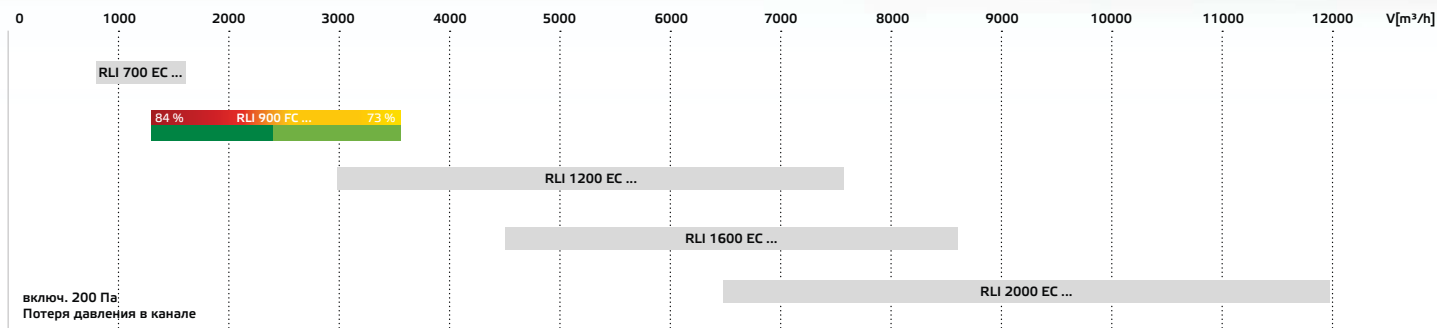 0 1000 2000 3000 4000 5000 6000 7000 8000 9000 10000 11000 12000 V[m³/h]
RLI 700 EC ...
84 % RLI 900 EC ... 73 %
RLI 1200 EC ...
RLI 1600 EC ...
RLI 2000 EC ...
включ. 200 Па
Потеря давления в канале